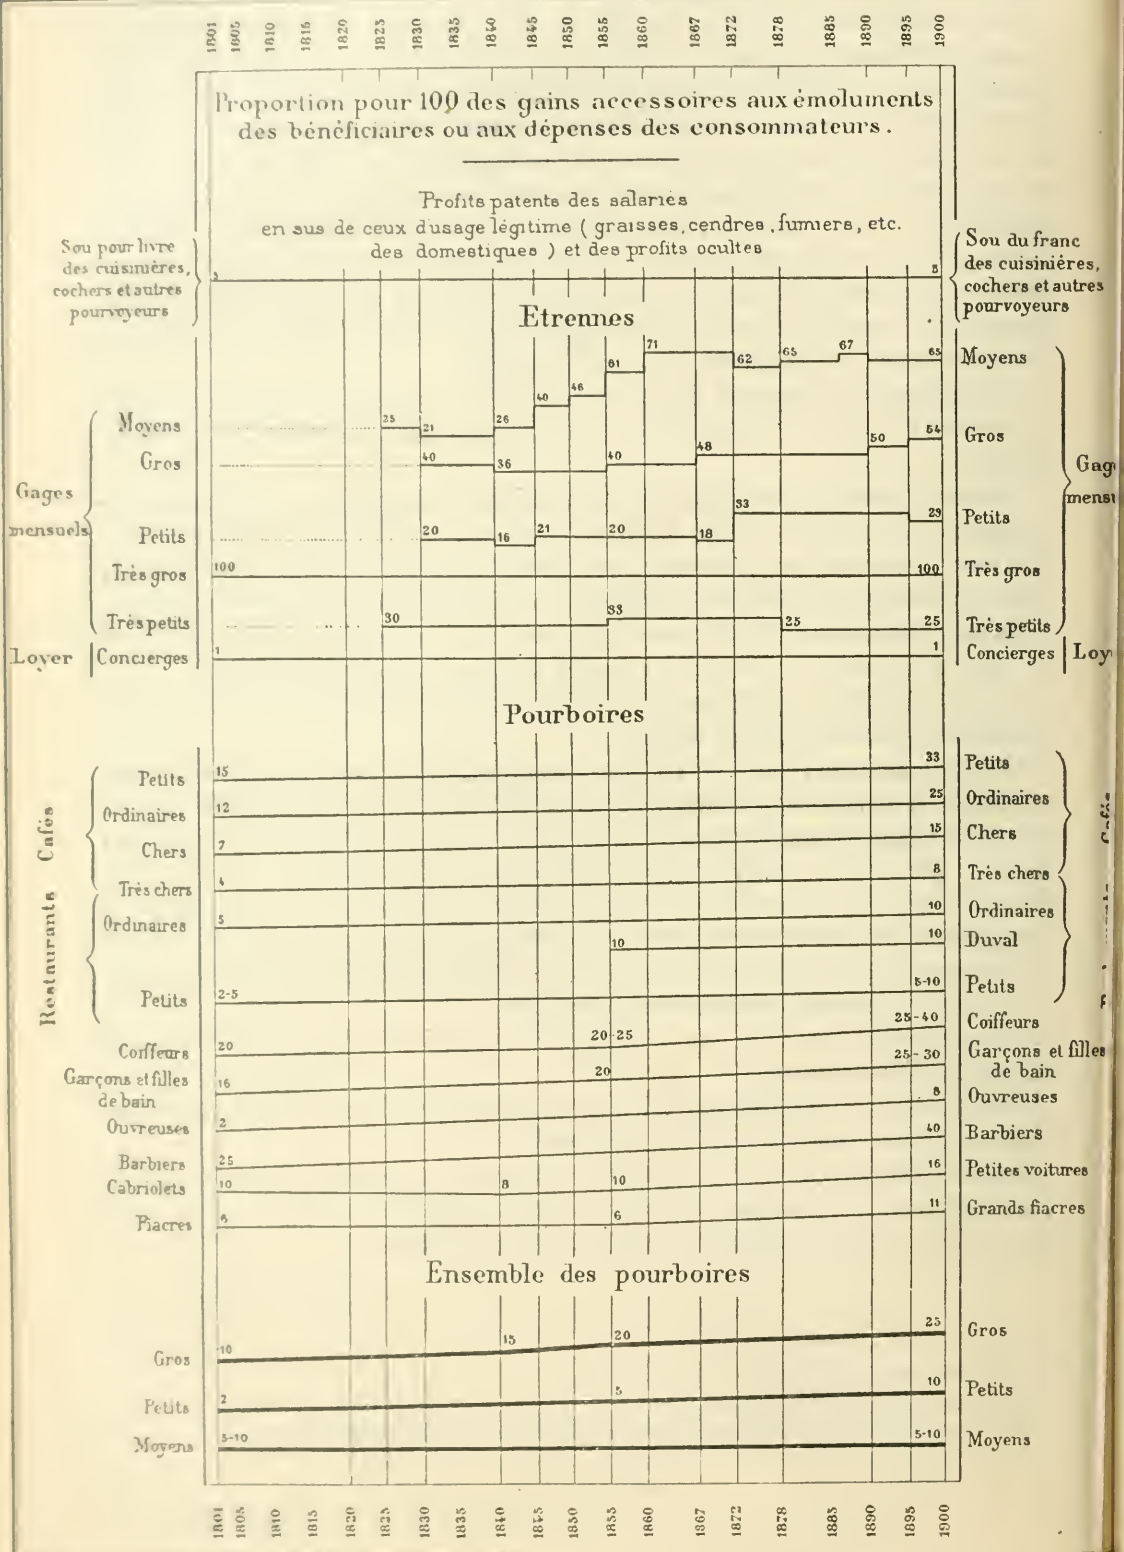 1801 1805 1810 1815 1820 1825 1830 1835 1840 1845 1850 1855 1860 1867 1872 1878 1885 1890 1895 1900
Proportion pour 100 des gains accessoires aux émoluments
des bénéficiaires ou aux dépenses des consommateurs.
Profits patents des salariés
en sus de ceux d'usage légitime ( graisses, cendres, fumiers, etc.
des domestiques ) et des profits ocultes
Sou pour livre
des cuisinières,
cochers et autres
pourvoyeurs
5
Sou du franc
des cuisinières,
cochers et autres
pourvoyeurs
Etrennes
Gages
mensuels
Moyens 25 21 26 40 46 61 71 62 65 67 65 Moyens
Gros 40 36 40 48 50 54 Gros
Petits 20 16 21 20 18 33 29 Petits
Très gros 100 100 Très gros
Très petits 30 33 25 25 Très petits
Loyer Concierges 1 1 Concierges
Pourboires
Cafés
Petits 15 33 Petits
Ordinaires 12 25 Ordinaires
Chers 7 15 Chers
Très chers 4 8 Très chers
Restaurants
Ordinaires 5 10 Ordinaires
10 10 Duval
Petits 2-5 5-10 Petits
Coiffeurs 20 20-25 25-40 Coiffeurs
Garçons et filles
de bain
16 20 25-30
Garçons et filles
de bain
Ouvreuses 2 8 Ouvreuses
Barbiers 25 40 Barbiers
Cabriolets 10 8 10 16 Petites voitures
Fiacres 6 11 Grands fiacres
Ensemble des pourboires
Gros 10 15 20 25 Gros
Petits 2 5 10 Petits
Moyens 5-10 5-10 Moyens
1801 1805 1810 1815 1820 1825 1830 1835 1840 1845 1850 1855 1860 1867 1872 1878 1885 1890 1895 1900